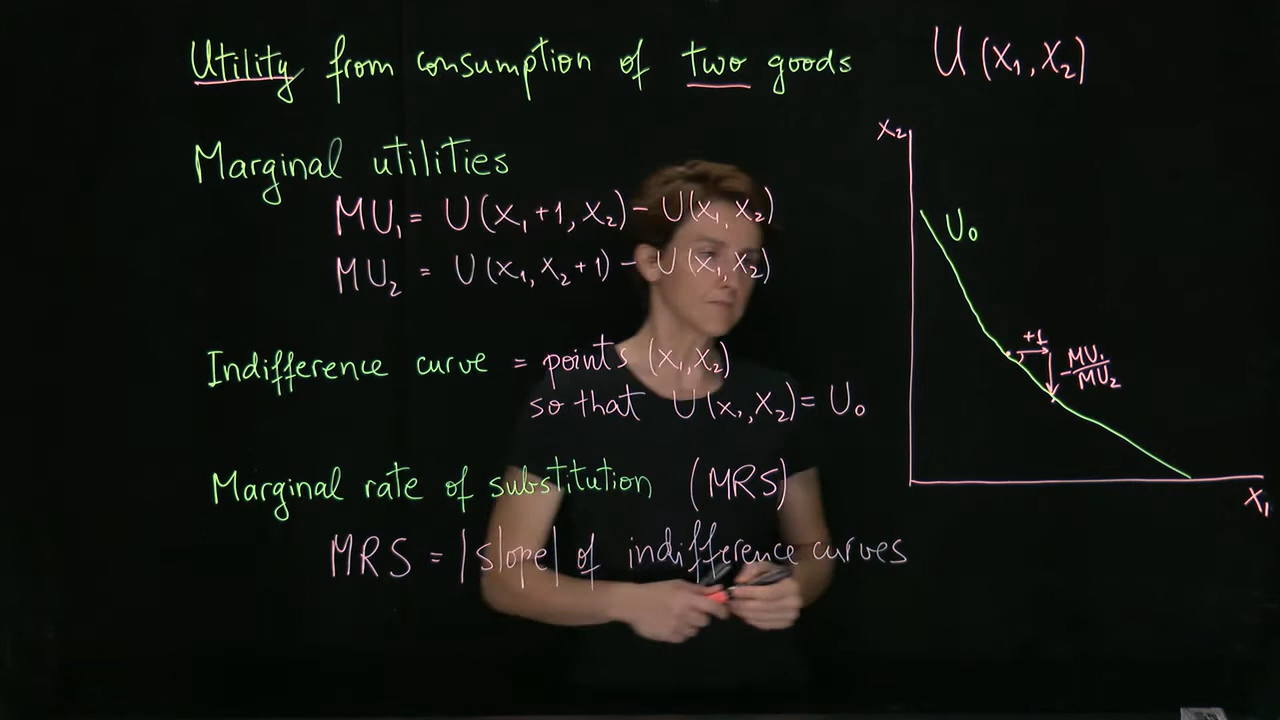 Utility from consumption of two goods
U(x₁, x₂)
Marginal utilities
MU₁ = U(x₁+1, x₂) - U(x₁, x₂)
MU₂ = U(x₁, x₂+1) - U(x₁, x₂)
Indifference curve = points (x₁, x₂)
so that U(x₁, x₂) = U₀
Marginal rate of substitution (MRS)
MRS = |slope| of indifference curves
x₂
U₀
+1
-MU₁/MU₂
x₁